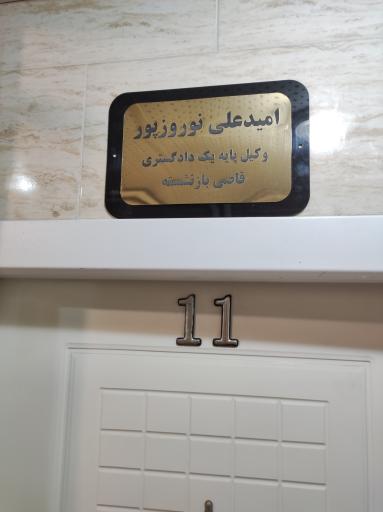 امیدعلی نوروزپور
وکیل پایه یک دادگستری
قاضی بازنشسته
11